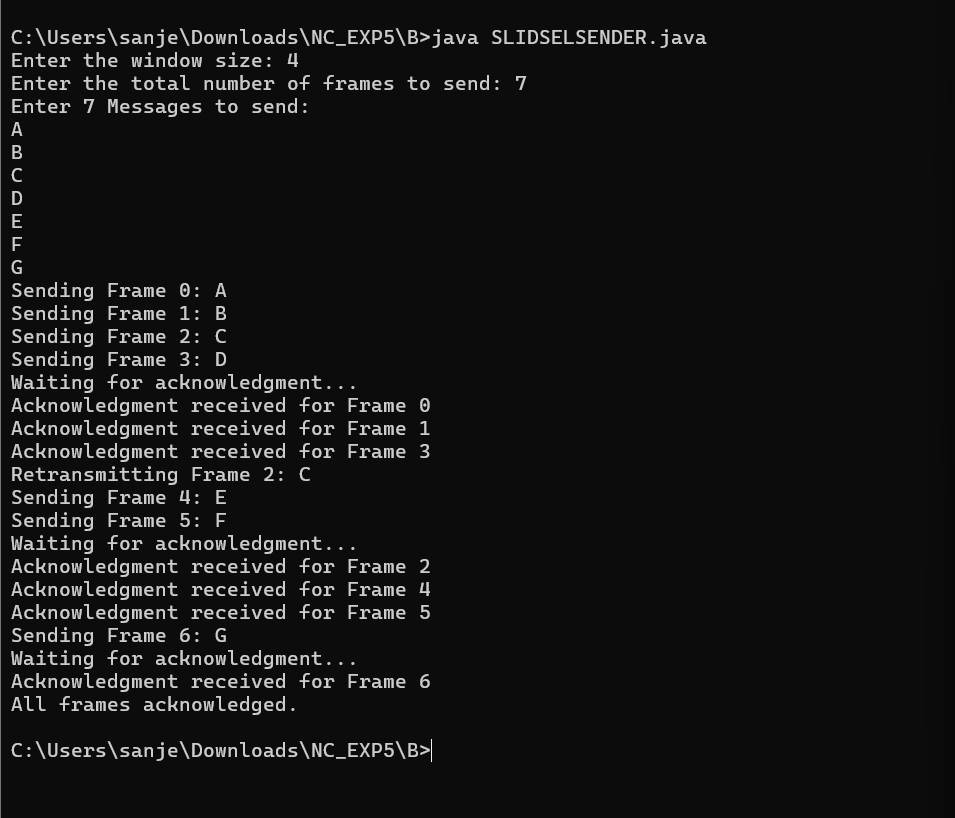 C:\Users\sanje\Downloads\NC_EXP5\B>java SLIDSELSENDER.java
Enter the window size: 4
Enter the total number of frames to send: 7
Enter 7 Messages to send:
A
B
C
D
E
F
G
Sending Frame 0: A
Sending Frame 1: B
Sending Frame 2: C
Sending Frame 3: D
Waiting for acknowledgment...
Acknowledgment received for Frame 0
Acknowledgment received for Frame 1
Acknowledgment received for Frame 3
Retransmitting Frame 2: C
Sending Frame 4: E
Sending Frame 5: F
Waiting for acknowledgment...
Acknowledgment received for Frame 2
Acknowledgment received for Frame 4
Acknowledgment received for Frame 5
Sending Frame 6: G
Waiting for acknowledgment...
Acknowledgment received for Frame 6
All frames acknowledged.
C:\Users\sanje\Downloads\NC_EXP5\B>